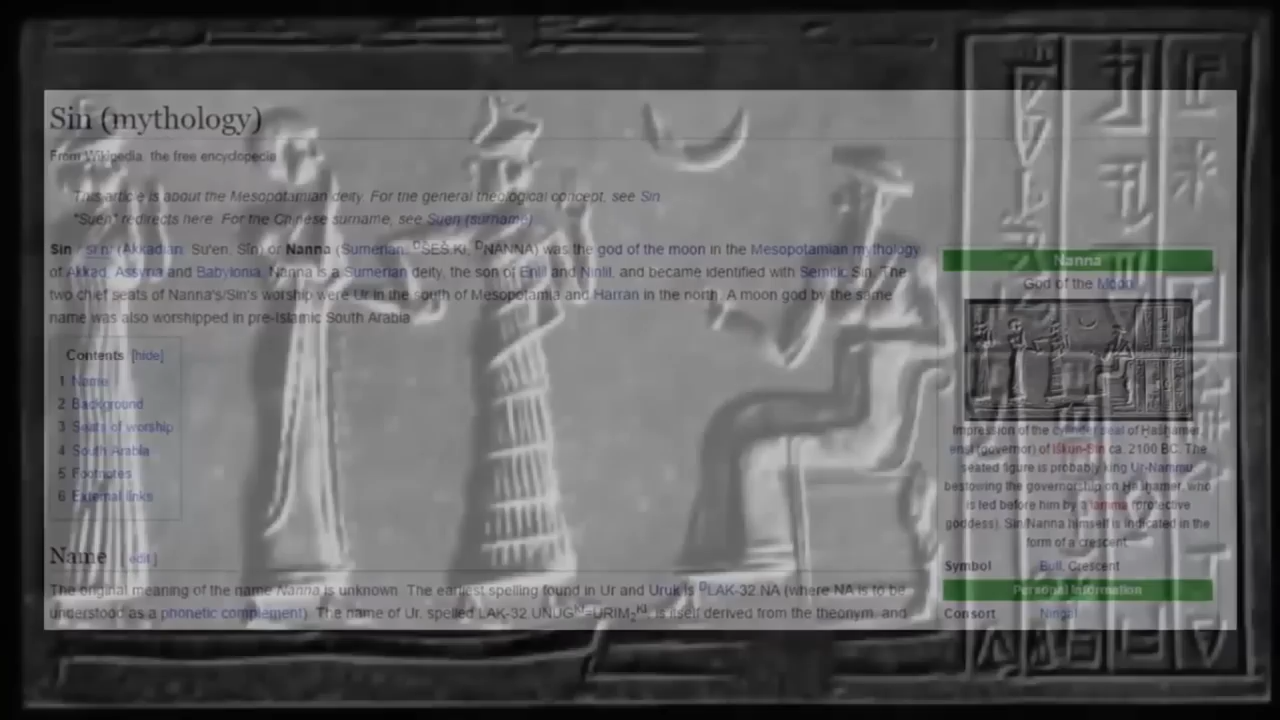 Sin (mythology)
From Wikipedia, the free encyclopedia
This article is about the Mesopotamian deity. For the general theological concept, see Sin.
"Suen" redirects here. For the Chinese surname, see Suen (surname).
Sin (Akkadian: Su'en, Sîn) or Nanna (Sumerian: DŠEŠ.KI, DNANNA) was the god of the moon in the Mesopotamian mythology
of Akkad, Assyria and Babylonia. Nanna is a Sumerian deity, the son of Enlil and Ninlil, and became identified with Semitic Sin. The
two chief seats of Nanna's/Sin's worship were Ur in the south of Mesopotamia and Harran in the north. A moon god by the same
name was also worshipped in pre-Islamic South Arabia.
Contents [hide]
1 Name
2 Background
3 Seats of worship
4 South Arabia
5 Footnotes
6 External links
Name [edit]
The original meaning of the name Nanna is unknown. The earliest spelling found in Ur and Uruk is DLAK-32.NA (where NA is to be
understood as a phonetic complement). The name of Ur, spelled LAK-32.UNUGKI=URIM2KI, is itself derived from the theonym, and
Nanna
God of the Moon
Impression of the cylinder seal of Hašhamer,
ensi (governor) of Iškun-Sin ca. 2100 BC. The
seated figure is probably king Ur-Nammu,
bestowing the governorship on Hašhamer, who
is led before him by a lamma (protective
goddess). Sin/Nanna himself is indicated in the
form of a crescent.
Symbol Bull, Crescent
Personal Information
Consort Ningal